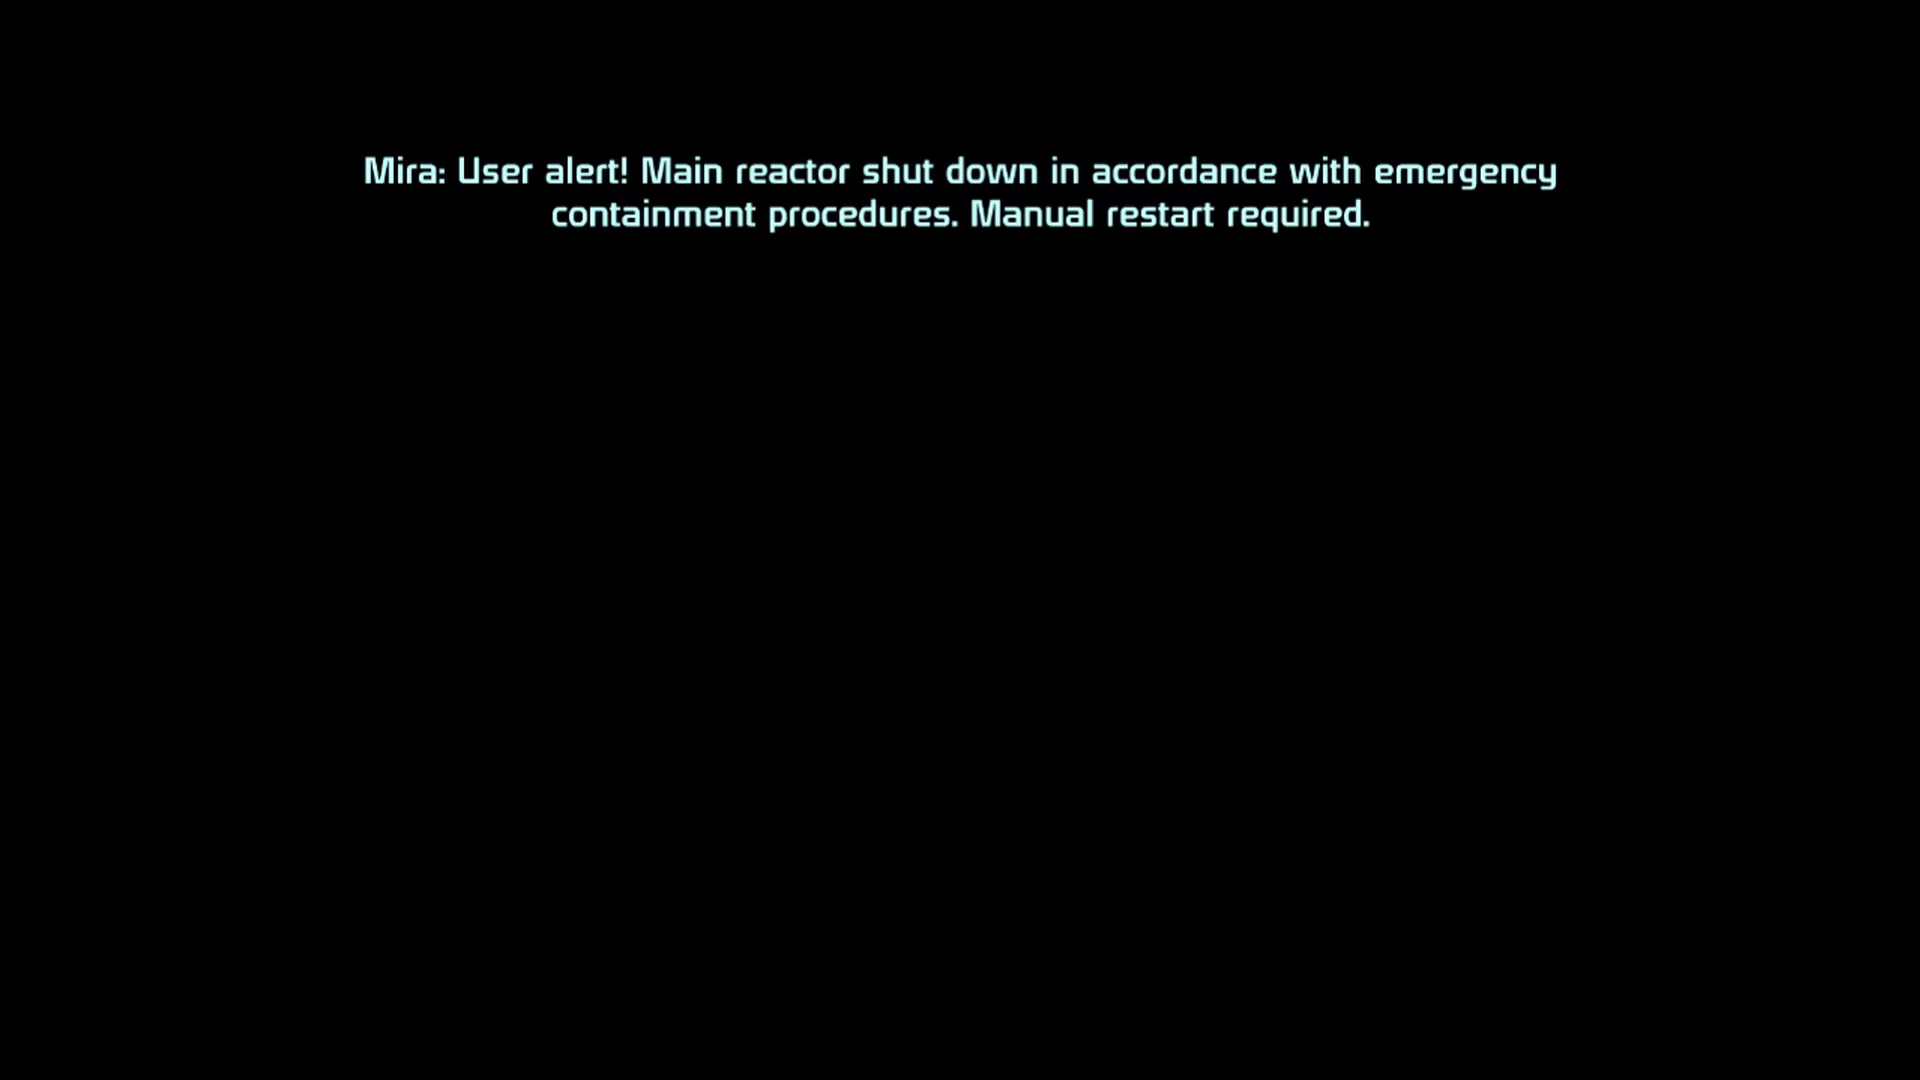 Mira: User alert! Main reactor shut down in accordance with emergency
containment procedures. Manual restart required.